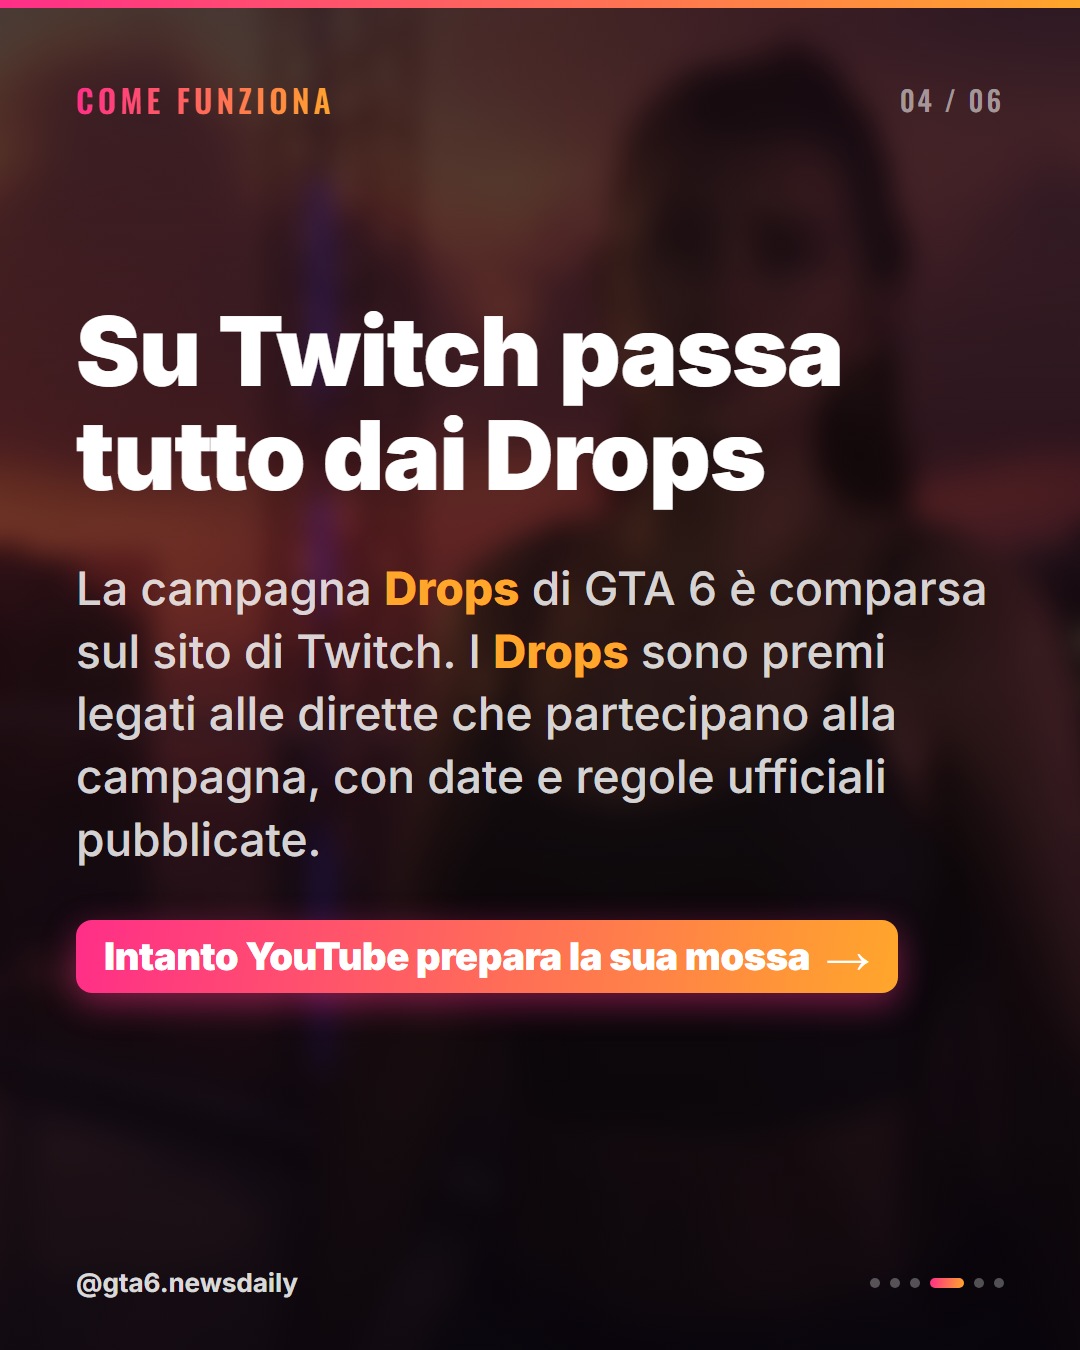 COME FUNZIONA
04 / 06
Su Twitch passa
tutto dai Drops
La campagna Drops di GTA 6 è comparsa
sul sito di Twitch. I Drops sono premi
legati alle dirette che partecipano alla
campagna, con date e regole ufficiali
pubblicate.
Intanto YouTube prepara la sua mossa →
@gta6.newsdaily